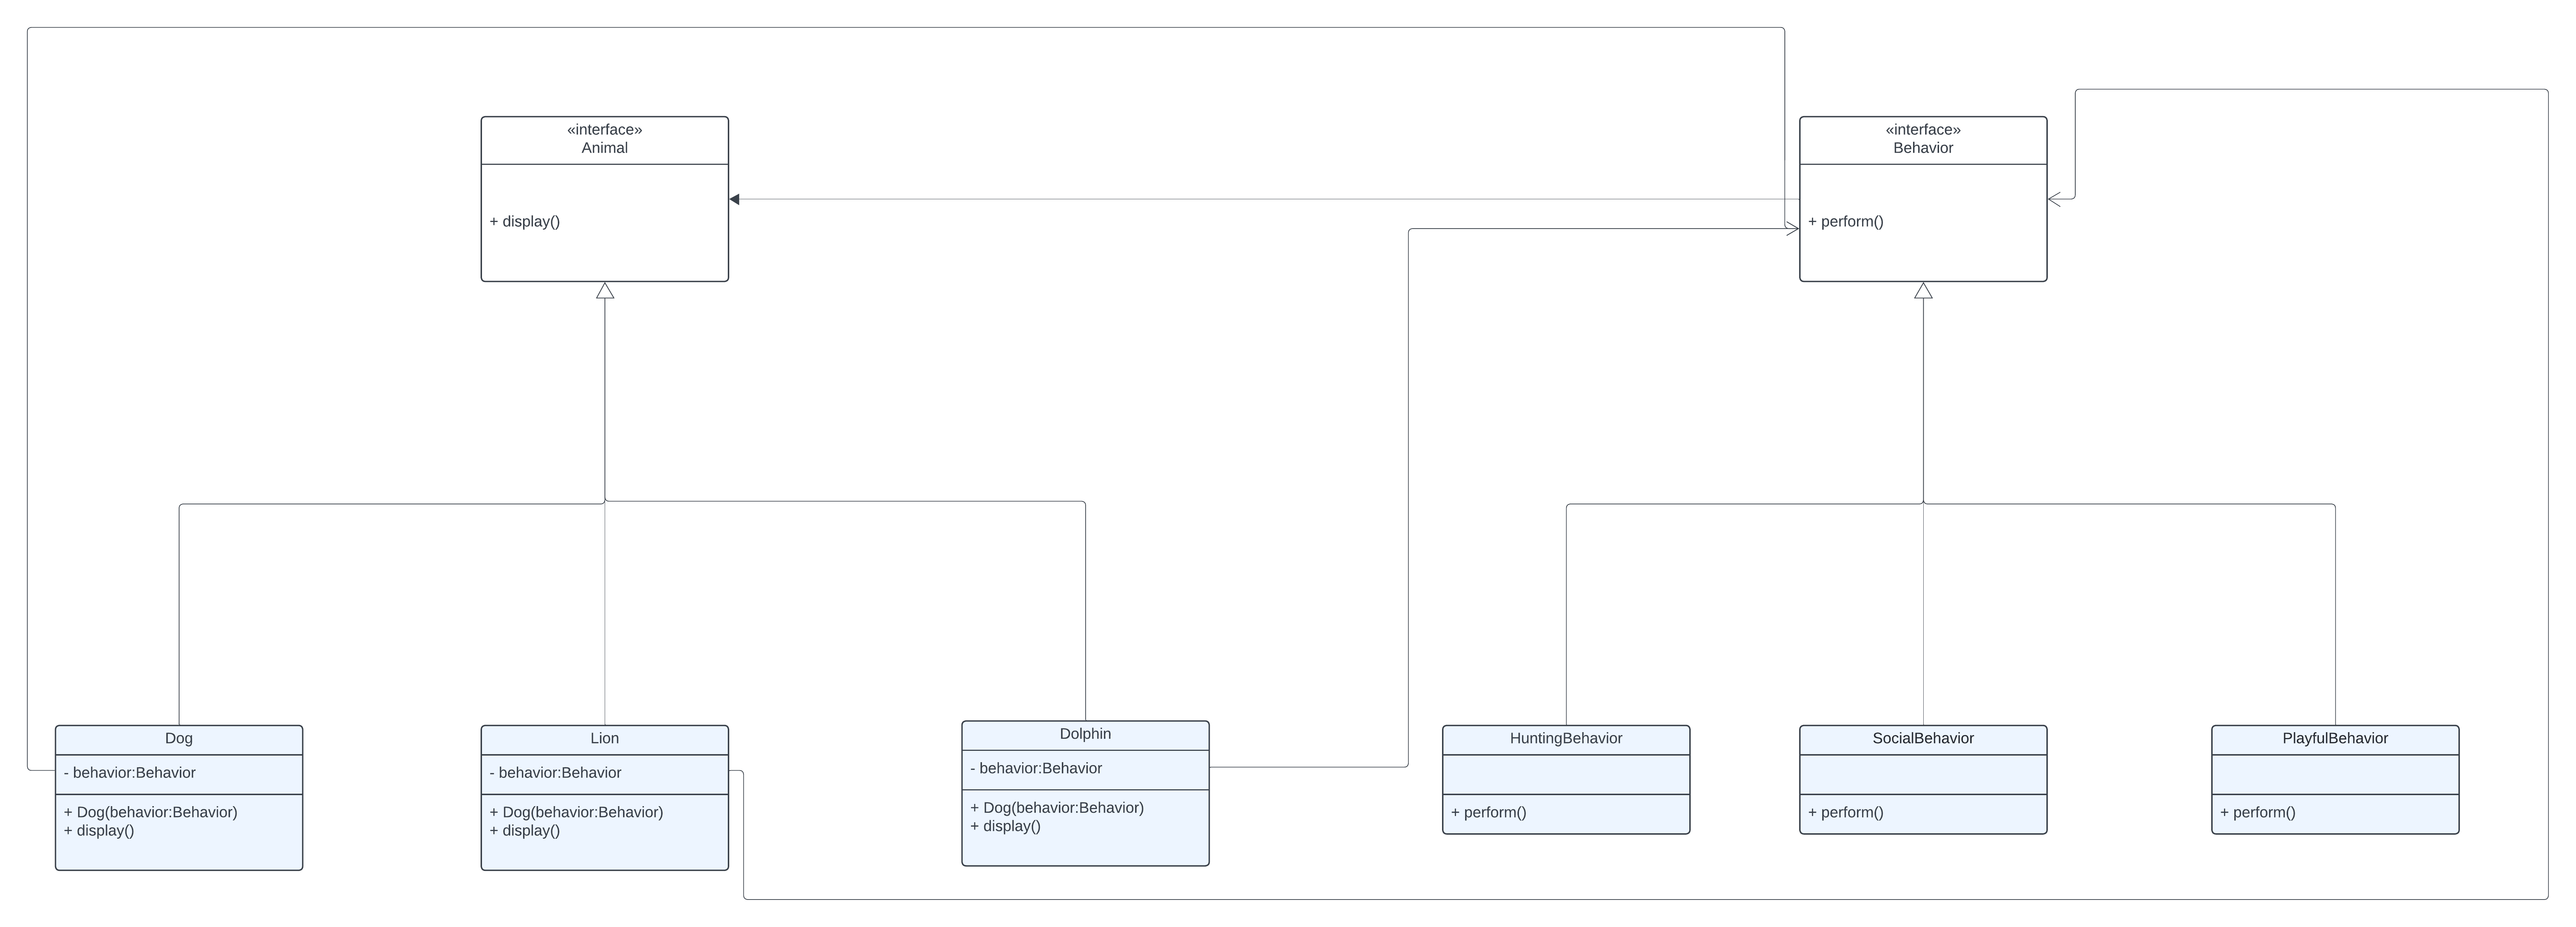 «interface»
Animal
+ display()
«interface»
Behavior
+ perform()
Dog
- behavior:Behavior
+ Dog(behavior:Behavior)
+ display()
Lion
- behavior:Behavior
+ Dog(behavior:Behavior)
+ display()
Dolphin
- behavior:Behavior
+ Dog(behavior:Behavior)
+ display()
HuntingBehavior
+ perform()
SocialBehavior
+ perform()
PlayfulBehavior
+ perform()